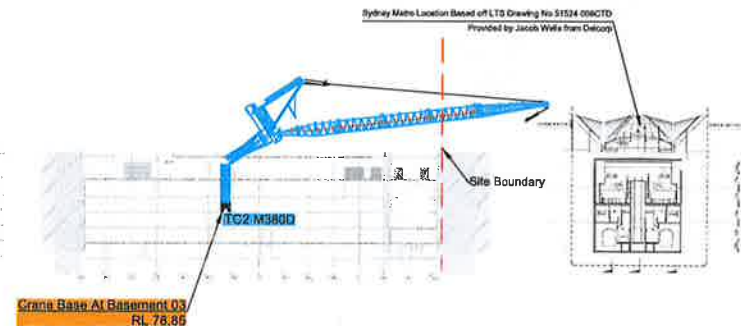 Sydney Metro Location Based off LTS Drawing No 51524 006CTD
Provided by Jacob Wells from Delcorp
Site Boundary
TC2 M380D
Crane Base At Basement 03
RL 78.85